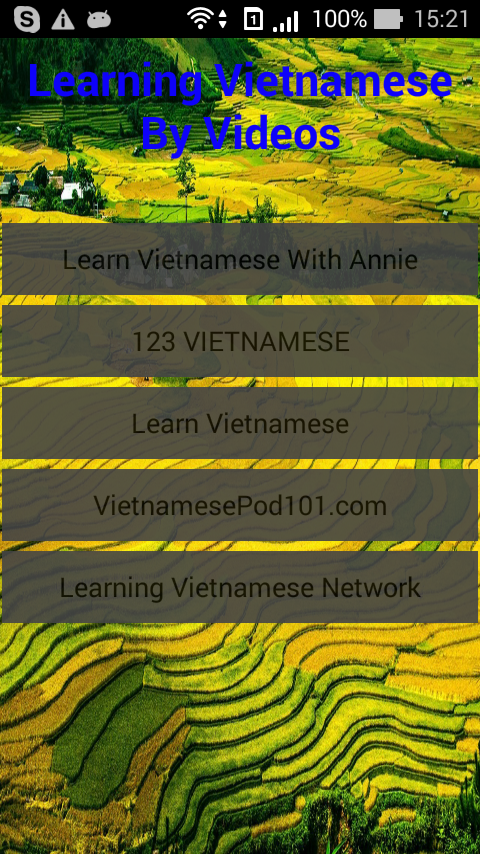 1 100% 15:21
Learning Vietnamese
By Videos
Learn Vietnamese With Annie
123 VIETNAMESE
Learn Vietnamese
VietnamesePod101.com
Learning Vietnamese Network